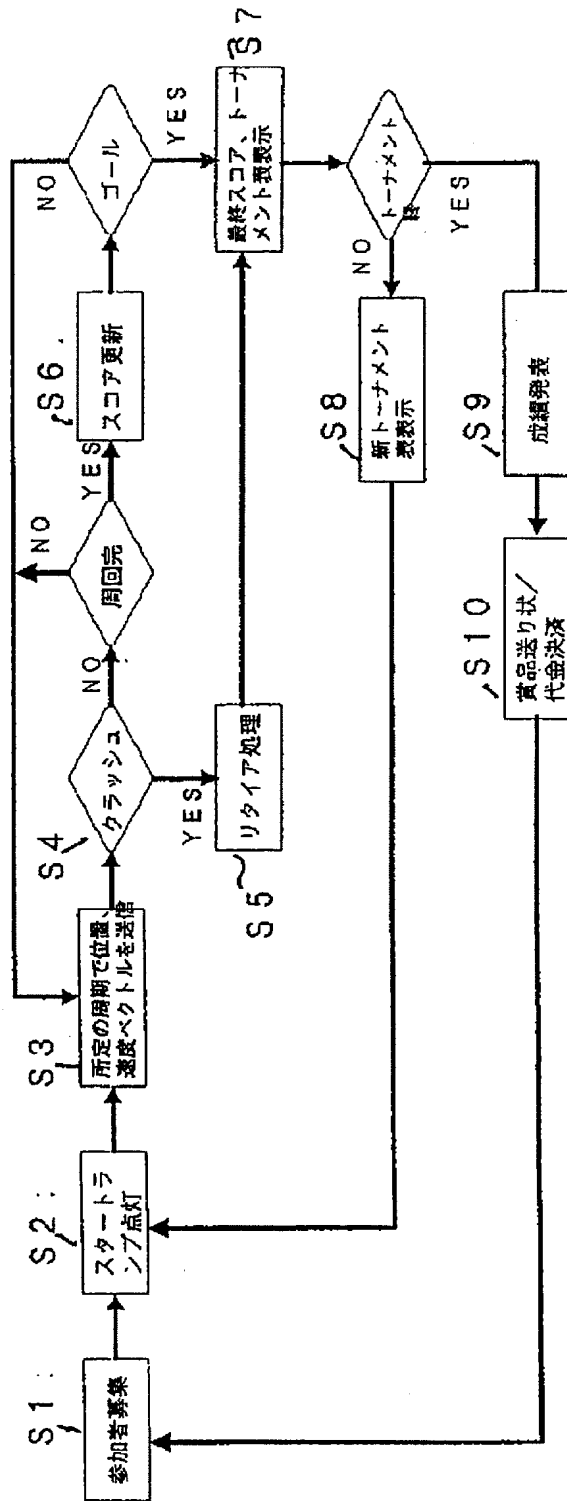 S1:
参加者募集
S2:
スタートラ
ンプ点灯
S3
所定の周期で位置、
速度ベクトルを送信
S4
クラッシュ
YES
NO
S5
リタイア処理
周回完
NO
YES
S6.
スコア更新
ゴール
NO
YES
S7
最終スコア、トーナ
メント表表示
トーナメント
終
NO
YES
S8
新トーナメント
表表示
S9
成績発表
S10
賞品送り状/
代金決済